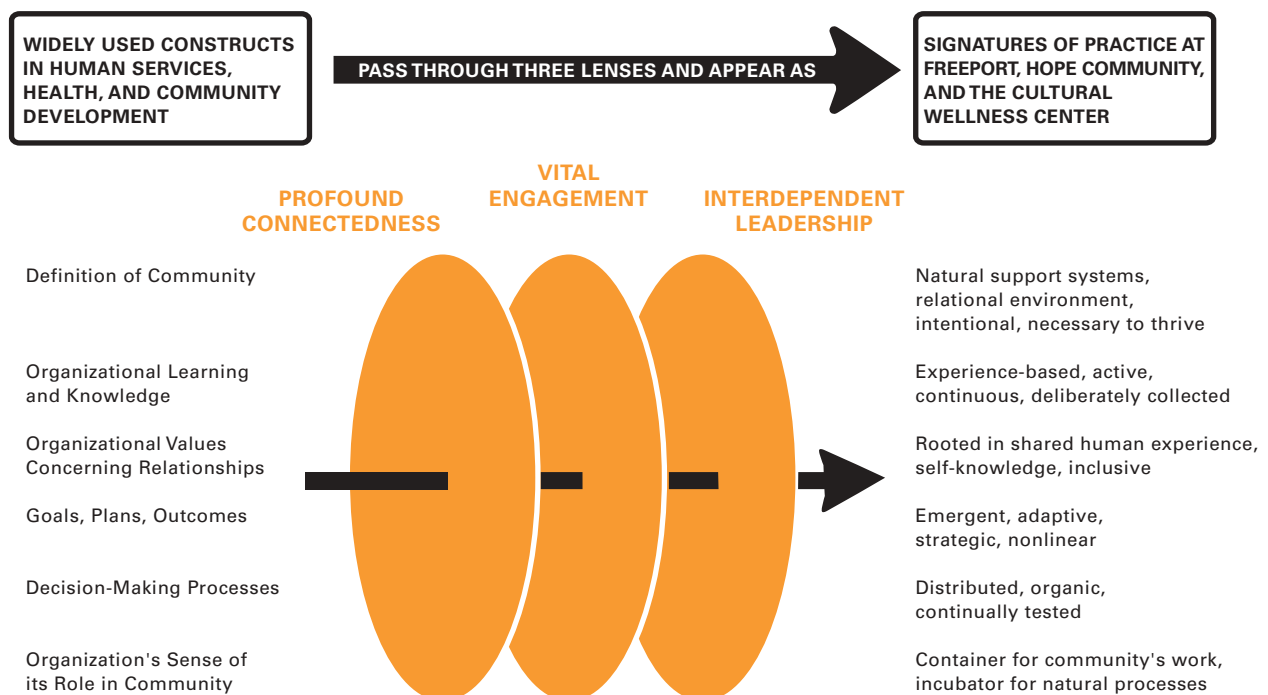 WIDELY USED CONSTRUCTS
IN HUMAN SERVICES,
HEALTH, AND COMMUNITY
DEVELOPMENT
PASS THROUGH THREE LENSES AND APPEAR AS
SIGNATURES OF PRACTICE AT
FREEPORT, HOPE COMMUNITY,
AND THE CULTURAL
WELLNESS CENTER
PROFOUND
CONNECTEDNESS
VITAL
ENGAGEMENT
INTERDEPENDENT
LEADERSHIP
Definition of Community
Natural support systems,
relational environment,
intentional, necessary to thrive
Organizational Learning
and Knowledge
Experience-based, active,
continuous, deliberately collected
Organizational Values
Concerning Relationships
Rooted in shared human experience,
self-knowledge, inclusive
Goals, Plans, Outcomes
Emergent, adaptive,
strategic, nonlinear
Decision-Making Processes
Distributed, organic,
continually tested
Organization's Sense of
its Role in Community
Container for community's work,
incubator for natural processes